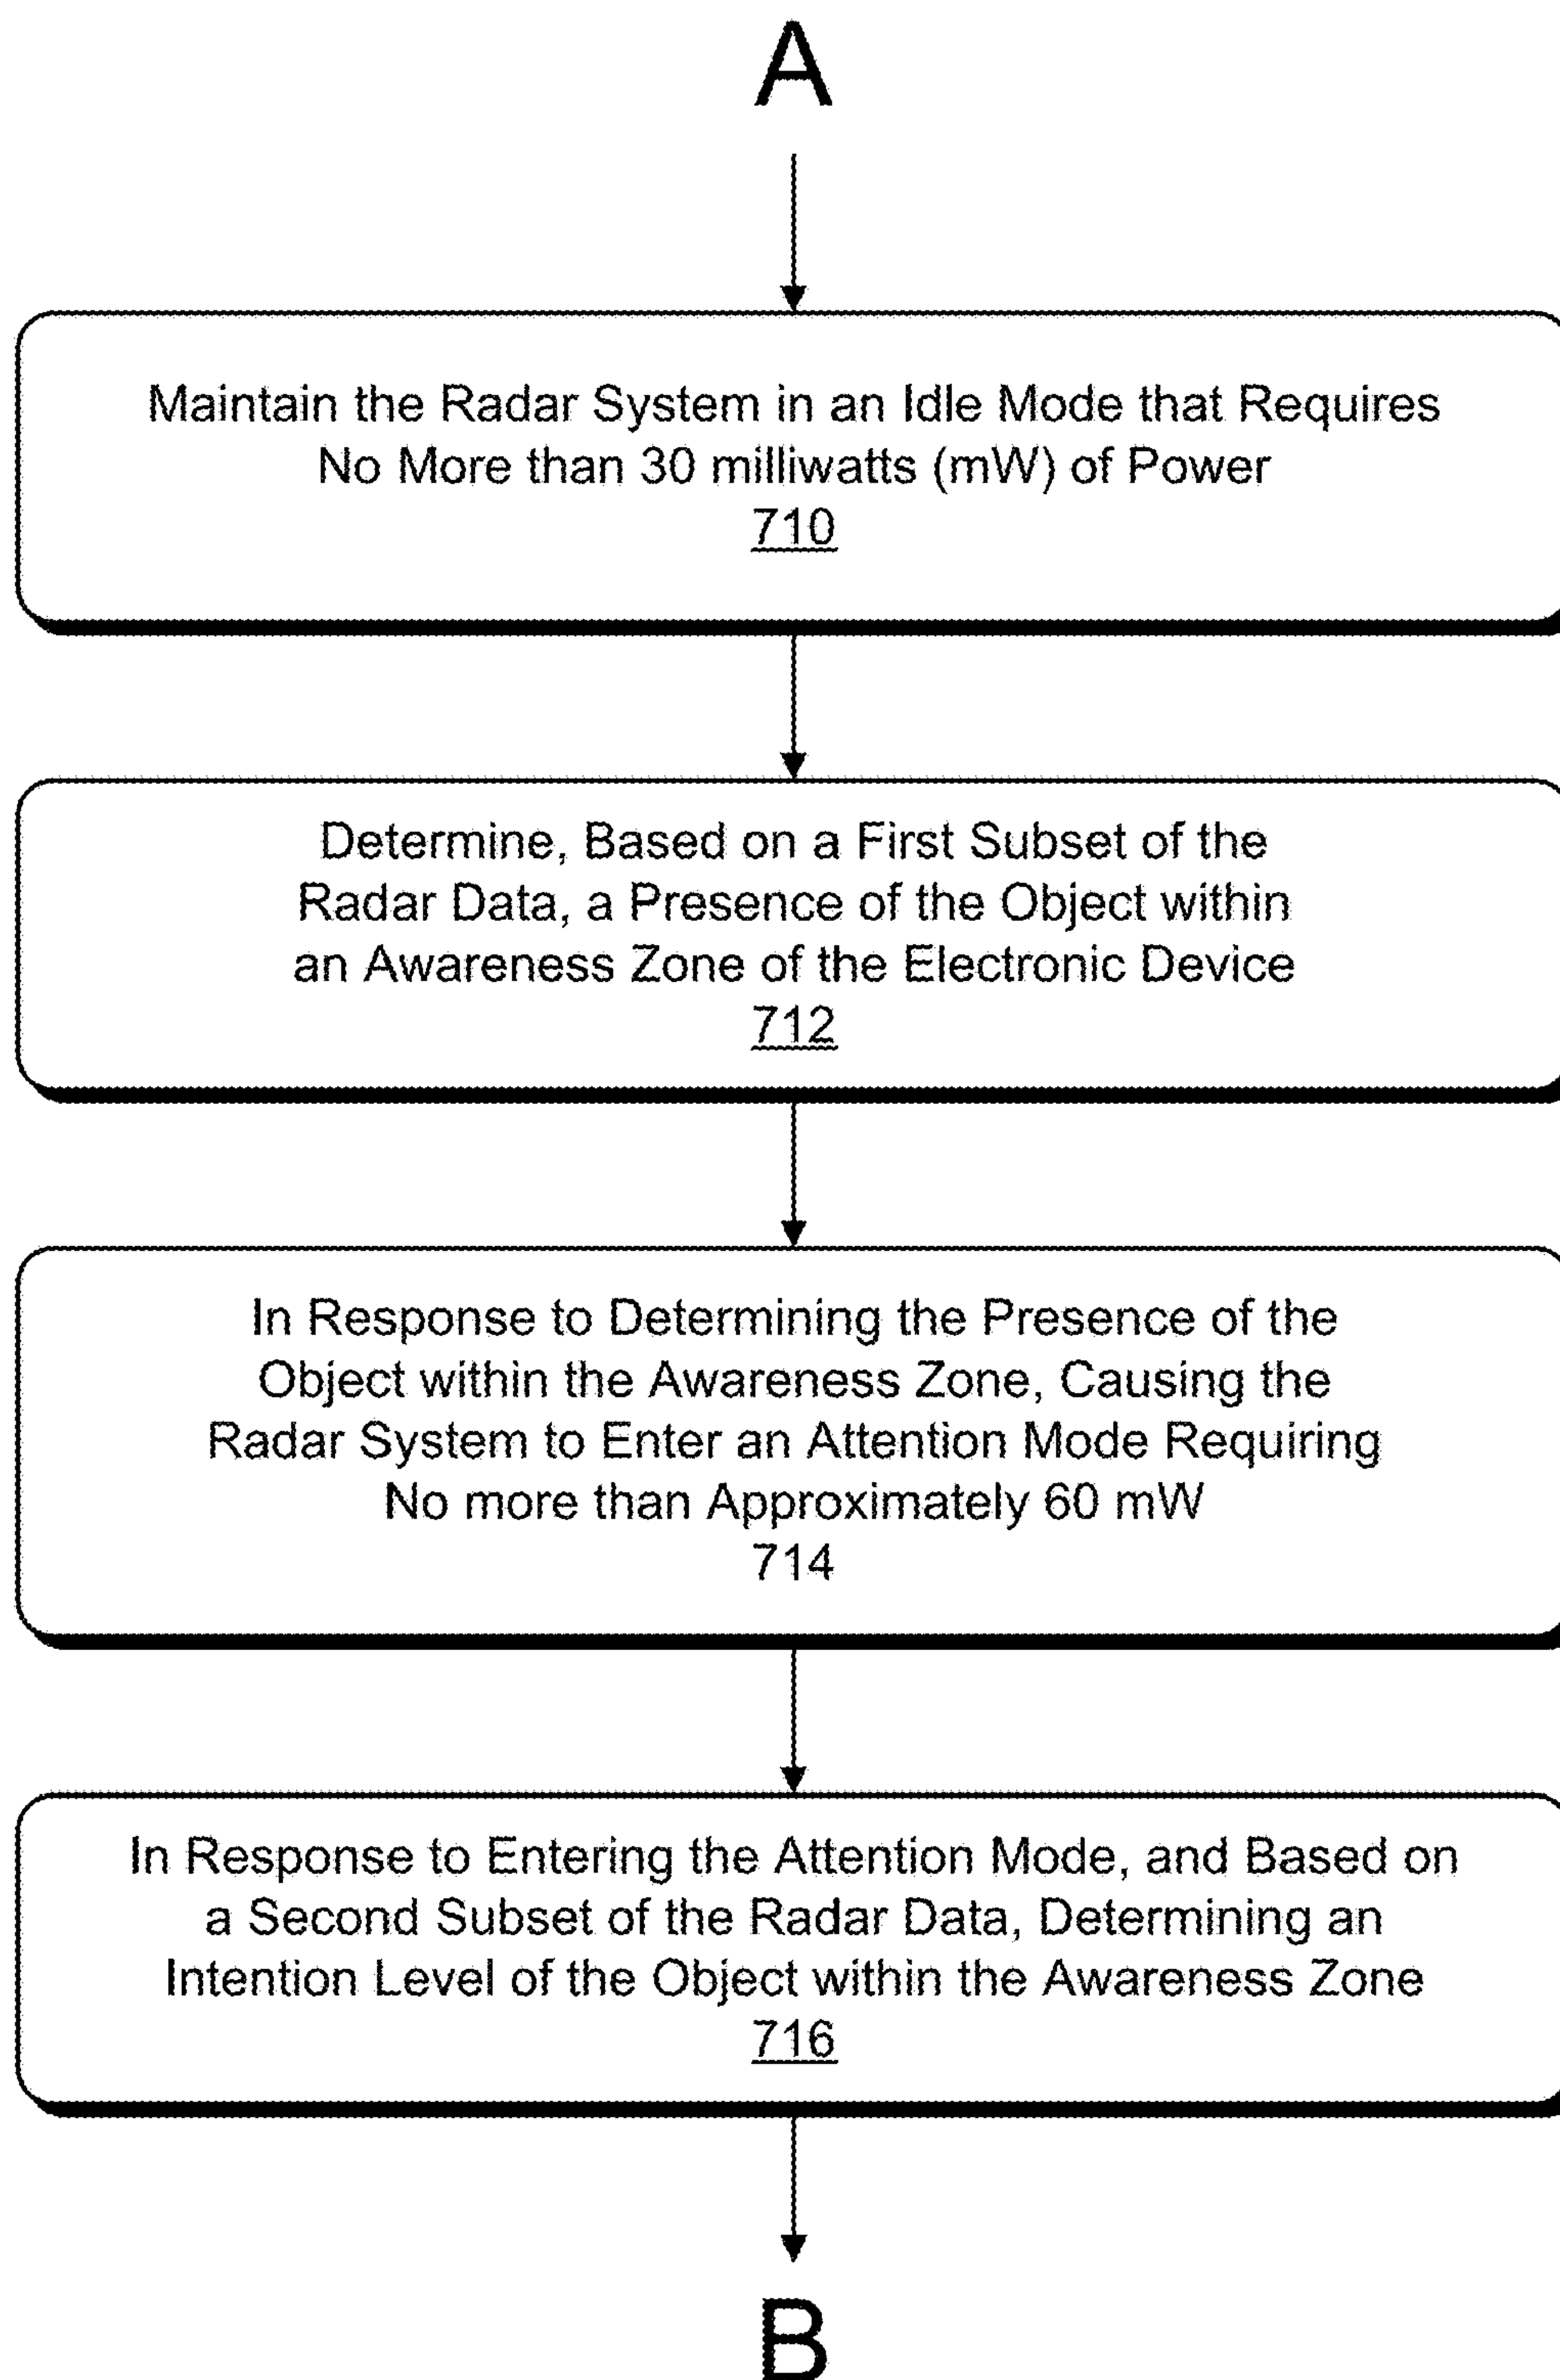 A
Maintain the Radar System in an Idle Mode that Requires
No More than 30 milliwatts (mW) of Power
710
Determine, Based on a First Subset of the
Radar Data, a Presence of the Object within
an Awareness Zone of the Electronic Device
712
In Response to Determining the Presence of the
Object within the Awareness Zone, Causing the
Radar System to Enter an Attention Mode Requiring
No more than Approximately 60 mW
714
In Response to Entering the Attention Mode, and Based on
a Second Subset of the Radar Data, Determining an
Intention Level of the Object within the Awareness Zone
716
B